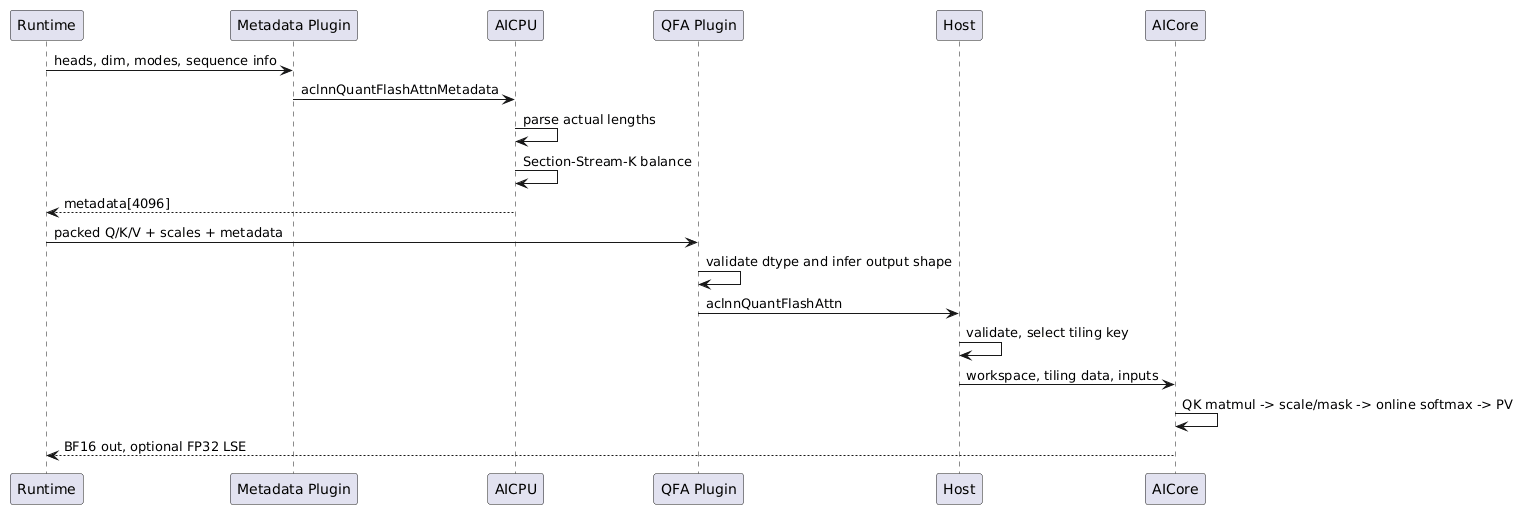 Runtime Metadata Plugin AICPU QFA Plugin Host AICore
heads, dim, modes, sequence info
aclnnQuantFlashAttnMetadata
parse actual lengths
Section-Stream-K balance
metadata[4096]
packed Q/K/V + scales + metadata
validate dtype and infer output shape
aclnnQuantFlashAttn
validate, select tiling key
workspace, tiling data, inputs
QK matmul -> scale/mask -> online softmax -> PV
BF16 out, optional FP32 LSE
Runtime Metadata Plugin AICPU QFA Plugin Host AICore